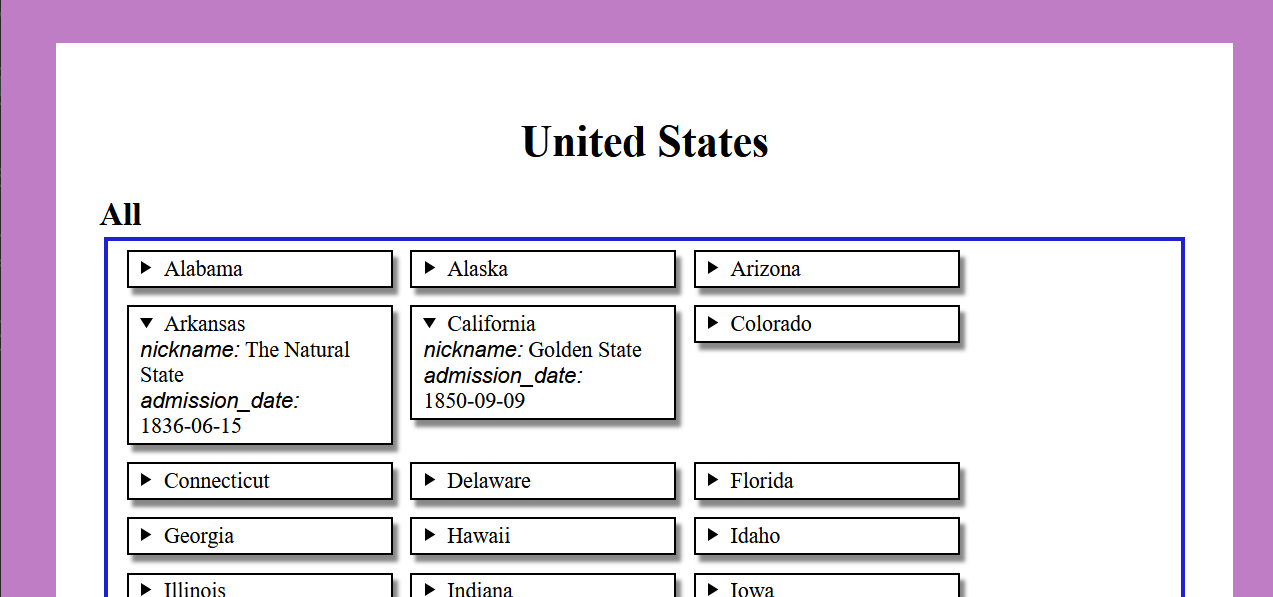 United States
All
Alabama
Alaska
Arizona
Arkansas
nickname: The Natural
State
admission_date:
1836-06-15
California
nickname: Golden State
admission_date:
1850-09-09
Colorado
Connecticut
Delaware
Florida
Georgia
Hawaii
Idaho
Illinois
Indiana
Iowa